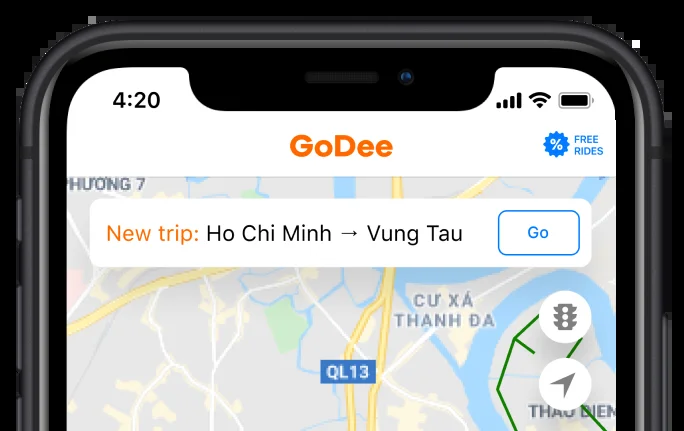 4:20
GoDee
FREE
RIDES
PHƯỜNG 7
New trip: Ho Chi Minh → Vung Tau
Go
CƯ XÁ
THANH ĐA
QL13
THẢO ĐIỀN